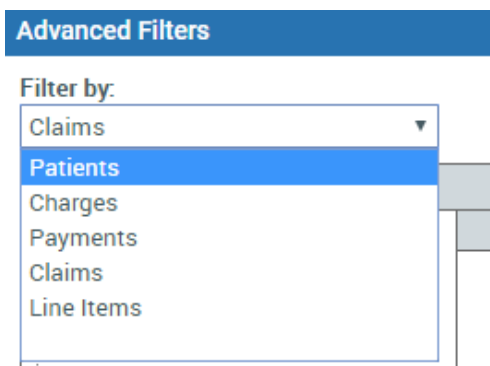 Advanced Filters
Filter by:
Claims
Patients
Charges
Payments
Claims
Line Items